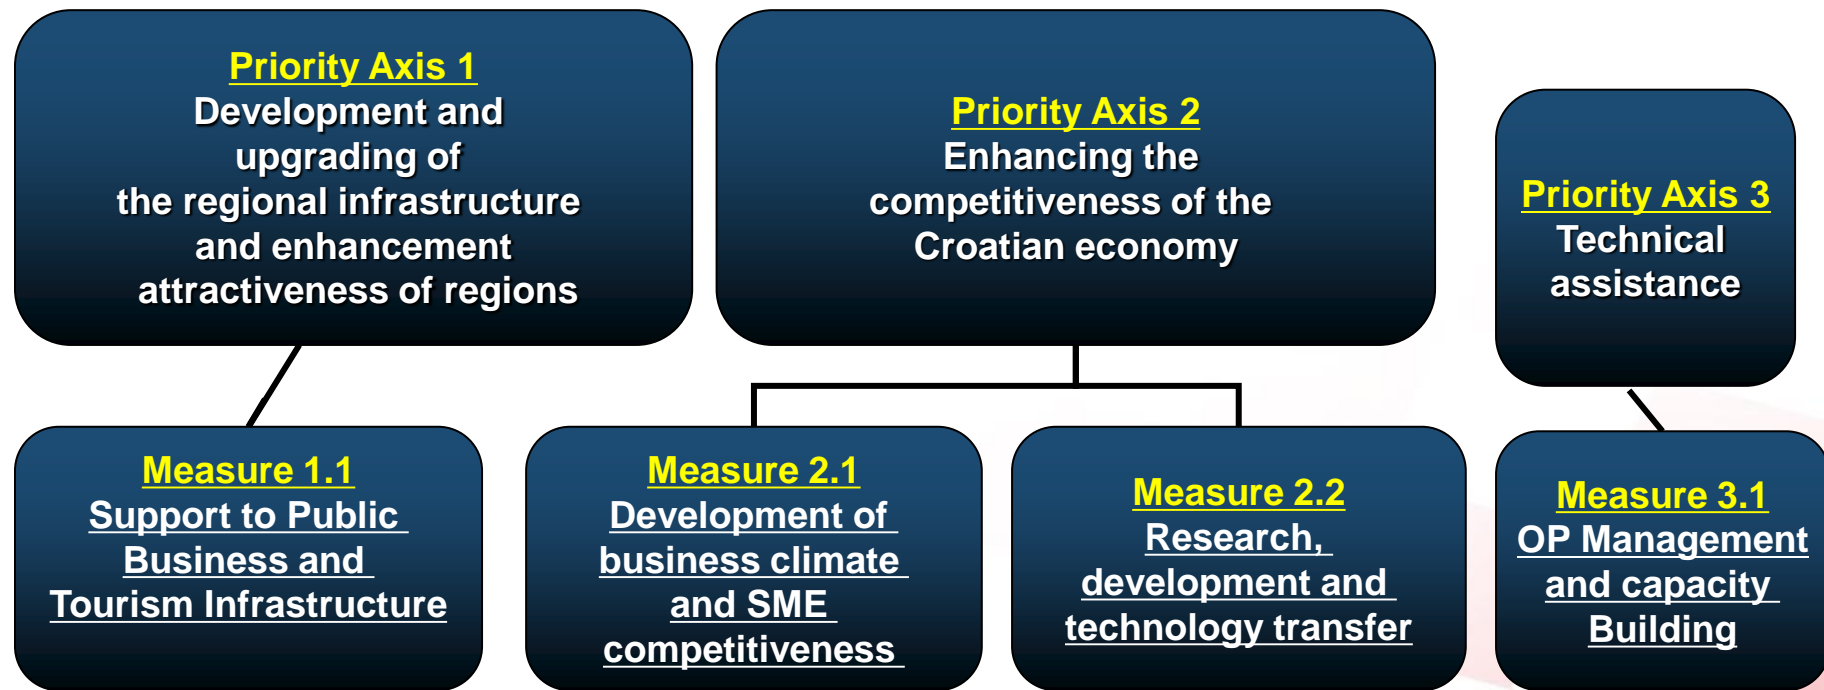 Priority Axis 1
Development and
upgrading of
the regional infrastructure
and enhancement
attractiveness of regions
Priority Axis 2
Enhancing the
competitiveness of the
Croatian economy
Priority Axis 3
Technical
assistance
Measure 1.1
Support to Public
Business and
Tourism Infrastructure
Measure 2.1
Development of
business climate
and SME
competitiveness
Measure 2.2
Research,
development and
technology transfer
Measure 3.1
OP Management
and capacity
Building